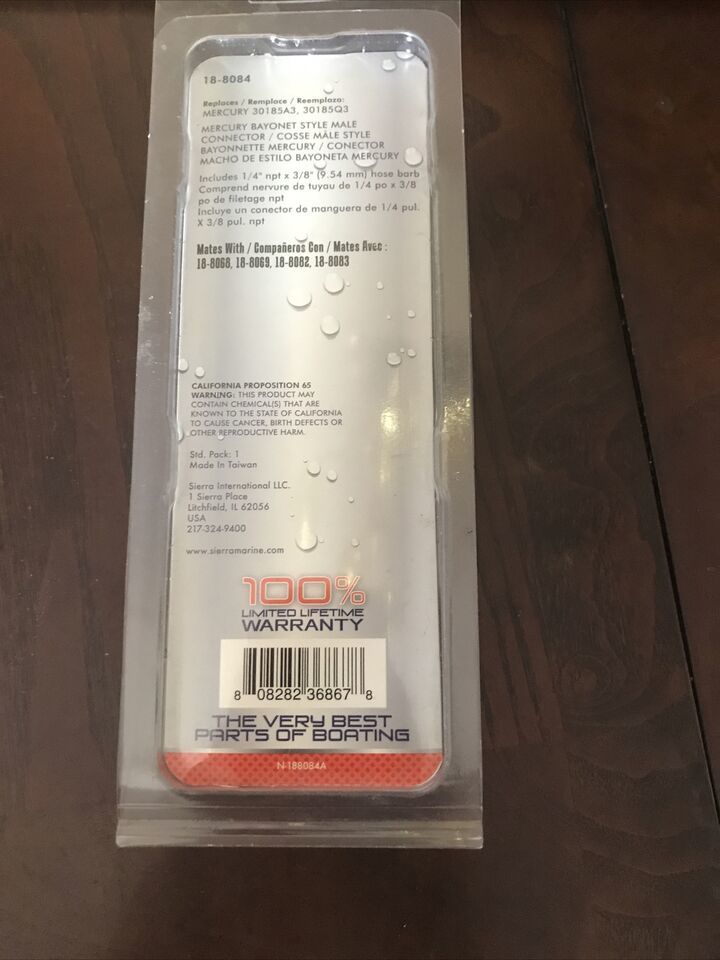 18-8084
Replaces / Remplace / Reemplaza:
MERCURY 30185A3, 30185Q3
MERCURY BAYONET STYLE MALE
CONNECTOR / COSSE MÂLE STYLE
BAYONNETTE MERCURY / CONECTOR
MACHO DE ESTILO BAYONETA MERCURY
Includes 1/4" npt x 3/8" (9.54 mm) hose barb
Comprend nervure de tuyau de 1/4 po x 3/8
po de filetage npt
Incluye un conector de manguera de 1/4 pul.
X 3/8 pul. npt
Mates With / Compañeros Con / Mates Avec :
18-8068, 18-8069, 18-8082, 18-8083
CALIFORNIA PROPOSITION 65
WARNING: THIS PRODUCT MAY
CONTAIN CHEMICAL(S) THAT ARE
KNOWN TO THE STATE OF CALIFORNIA
TO CAUSE CANCER, BIRTH DEFECTS OR
OTHER REPRODUCTIVE HARM.
Std. Pack: 1
Made In Taiwan
Sierra International LLC.
1 Sierra Place
Litchfield, IL 62056
USA
217-324-9400
www.sierramarine.com
100%
LIMITED LIFETIME
WARRANTY
8 08282 36867 8
THE VERY BEST
PARTS OF BOATING
N-188084A